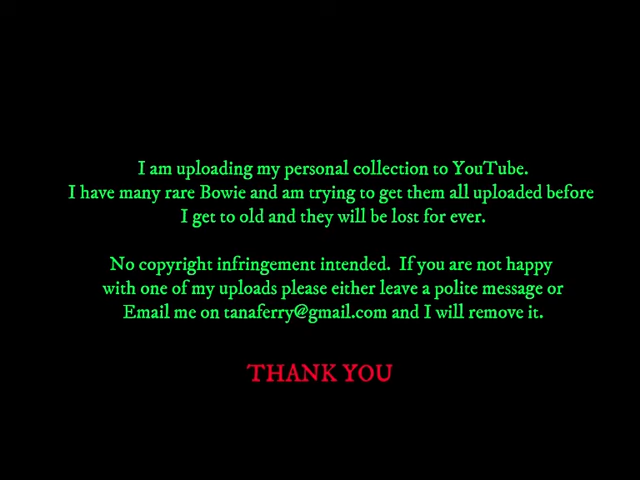 I am uploading my personal collection to YouTube.
I have many rare Bowie and am trying to get them all uploaded before
I get to old and they will be lost for ever.
No copyright infringement intended.  If you are not happy
with one of my uploads please either leave a polite message or
Email me on tanaferry@gmail.com and I will remove it.
THANK YOU